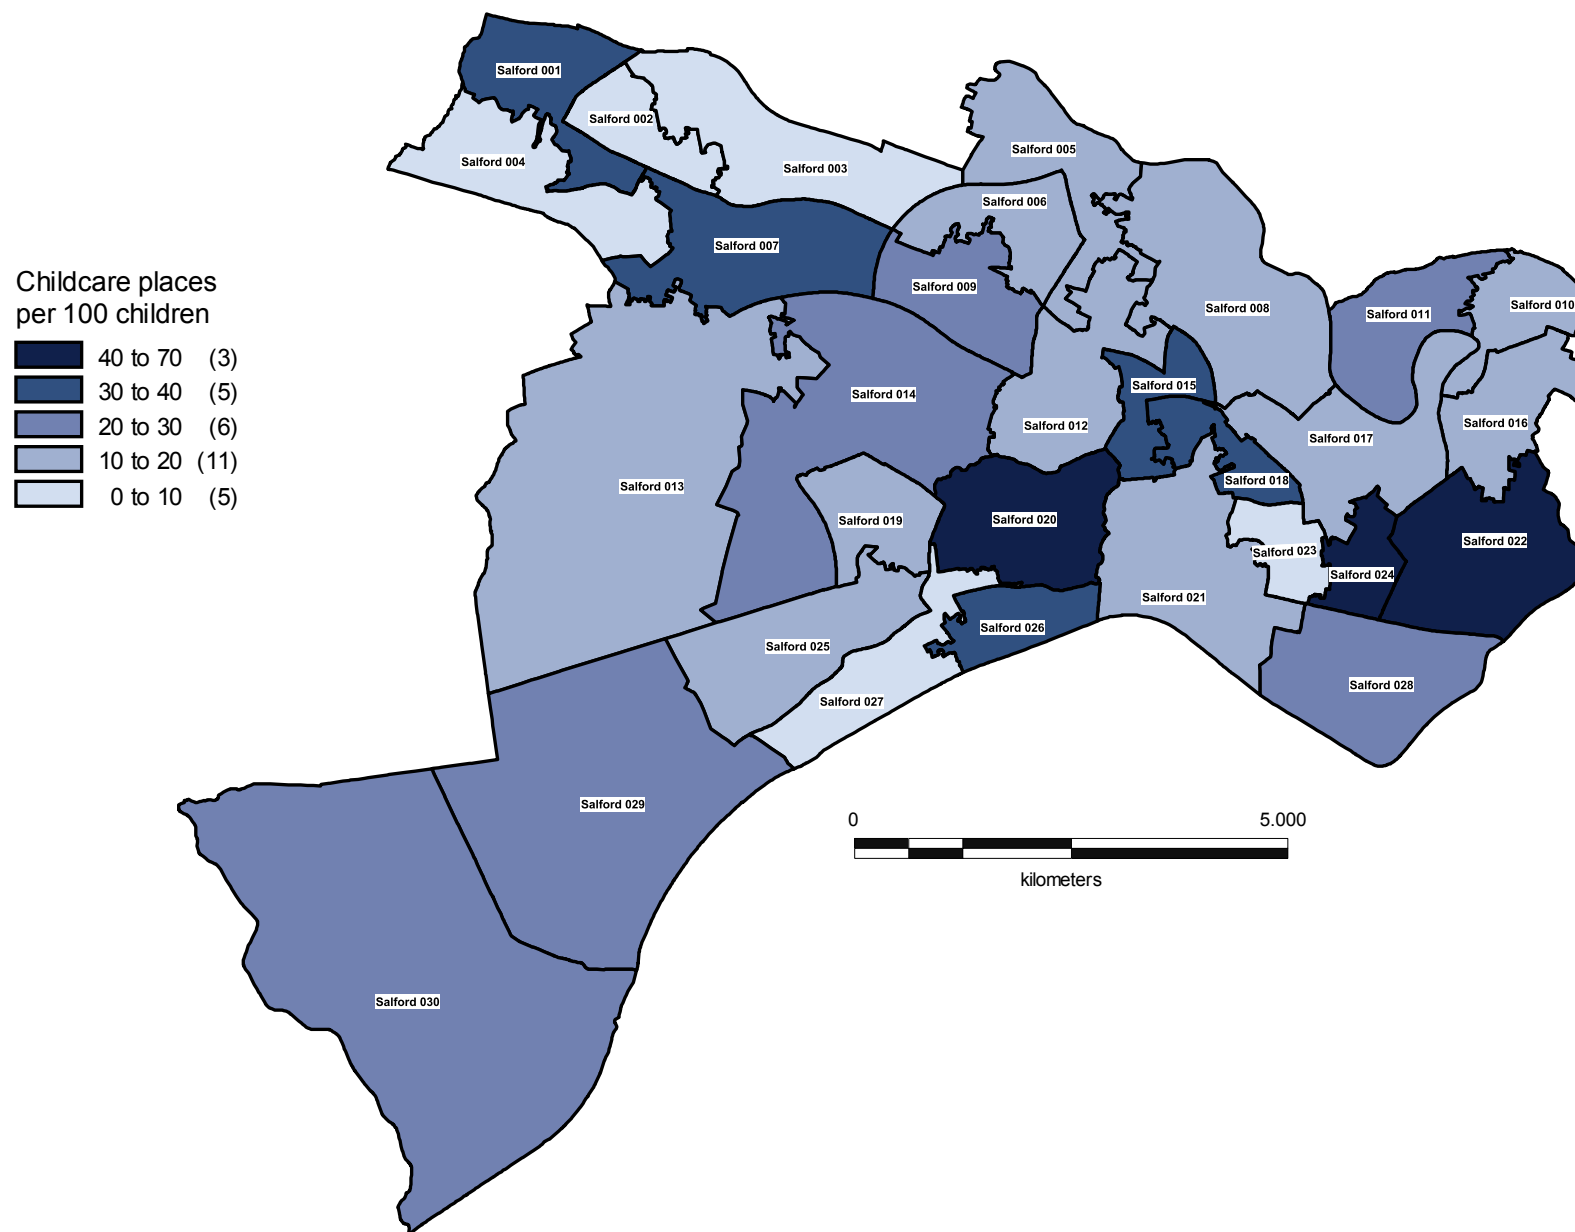 Salford 001
Salford 002
Salford 004
Salford 003
Salford 005
Salford 006
Salford 007
Salford 009
Salford 008
Salford 011
Salford 010
Childcare places
per 100 children
40 to 70 (3)
30 to 40 (5)
20 to 30 (6)
10 to 20 (11)
0 to 10 (5)
Salford 014
Salford 015
Salford 012
Salford 017
Salford 016
Salford 013
Salford 018
Salford 019
Salford 020
Salford 022
Salford 023
Salford 024
Salford 021
Salford 026
Salford 025
Salford 028
Salford 027
Salford 029
0 5.000
kilometers
Salford 030